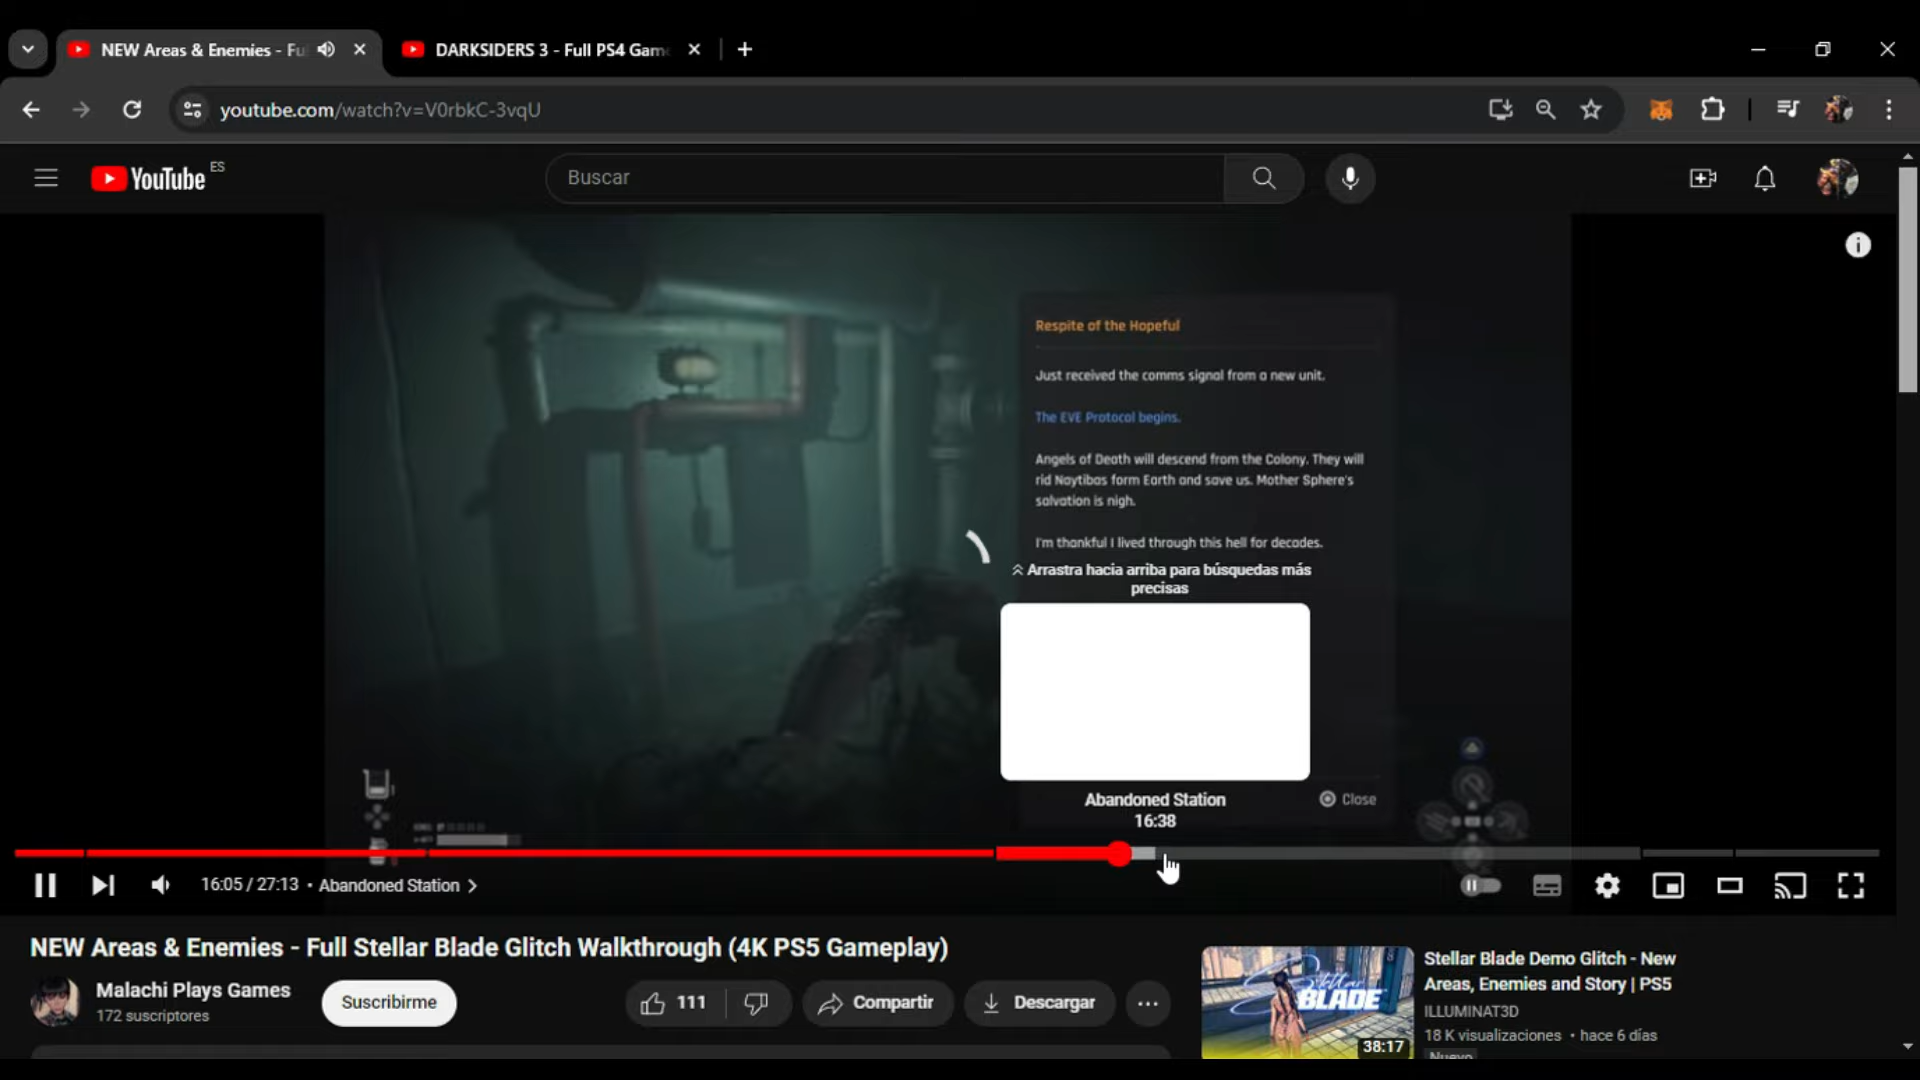 NEW Areas & Enemies - Fu
DARKSIDERS 3 - Full PS4 Gam
youtube.com/watch?v=V0rbkC-3vqU
YouTube ES
Buscar
Respite of the Hopeful
Just received the comms signal from a new unit.
The EVE Protocol begins.
Angels of Death will descend from the Colony. They will
rid Naytibas form Earth and save us. Mother Sphere's
salvation is nigh.
I'm thankful I lived through this hell for decades.
Arrastra hacia arriba para búsquedas más
precisas
Abandoned Station
16:38
Close
16:05 / 27:13 • Abandoned Station
NEW Areas & Enemies - Full Stellar Blade Glitch Walkthrough (4K PS5 Gameplay)
Malachi Plays Games
172 suscriptores
Suscribirme
111
Compartir
Descargar
Stellar BLADE
38:17
Stellar Blade Demo Glitch - New
Areas, Enemies and Story | PS5
ILLUMINAT3D
18 K visualizaciones • hace 6 días
Nuevo